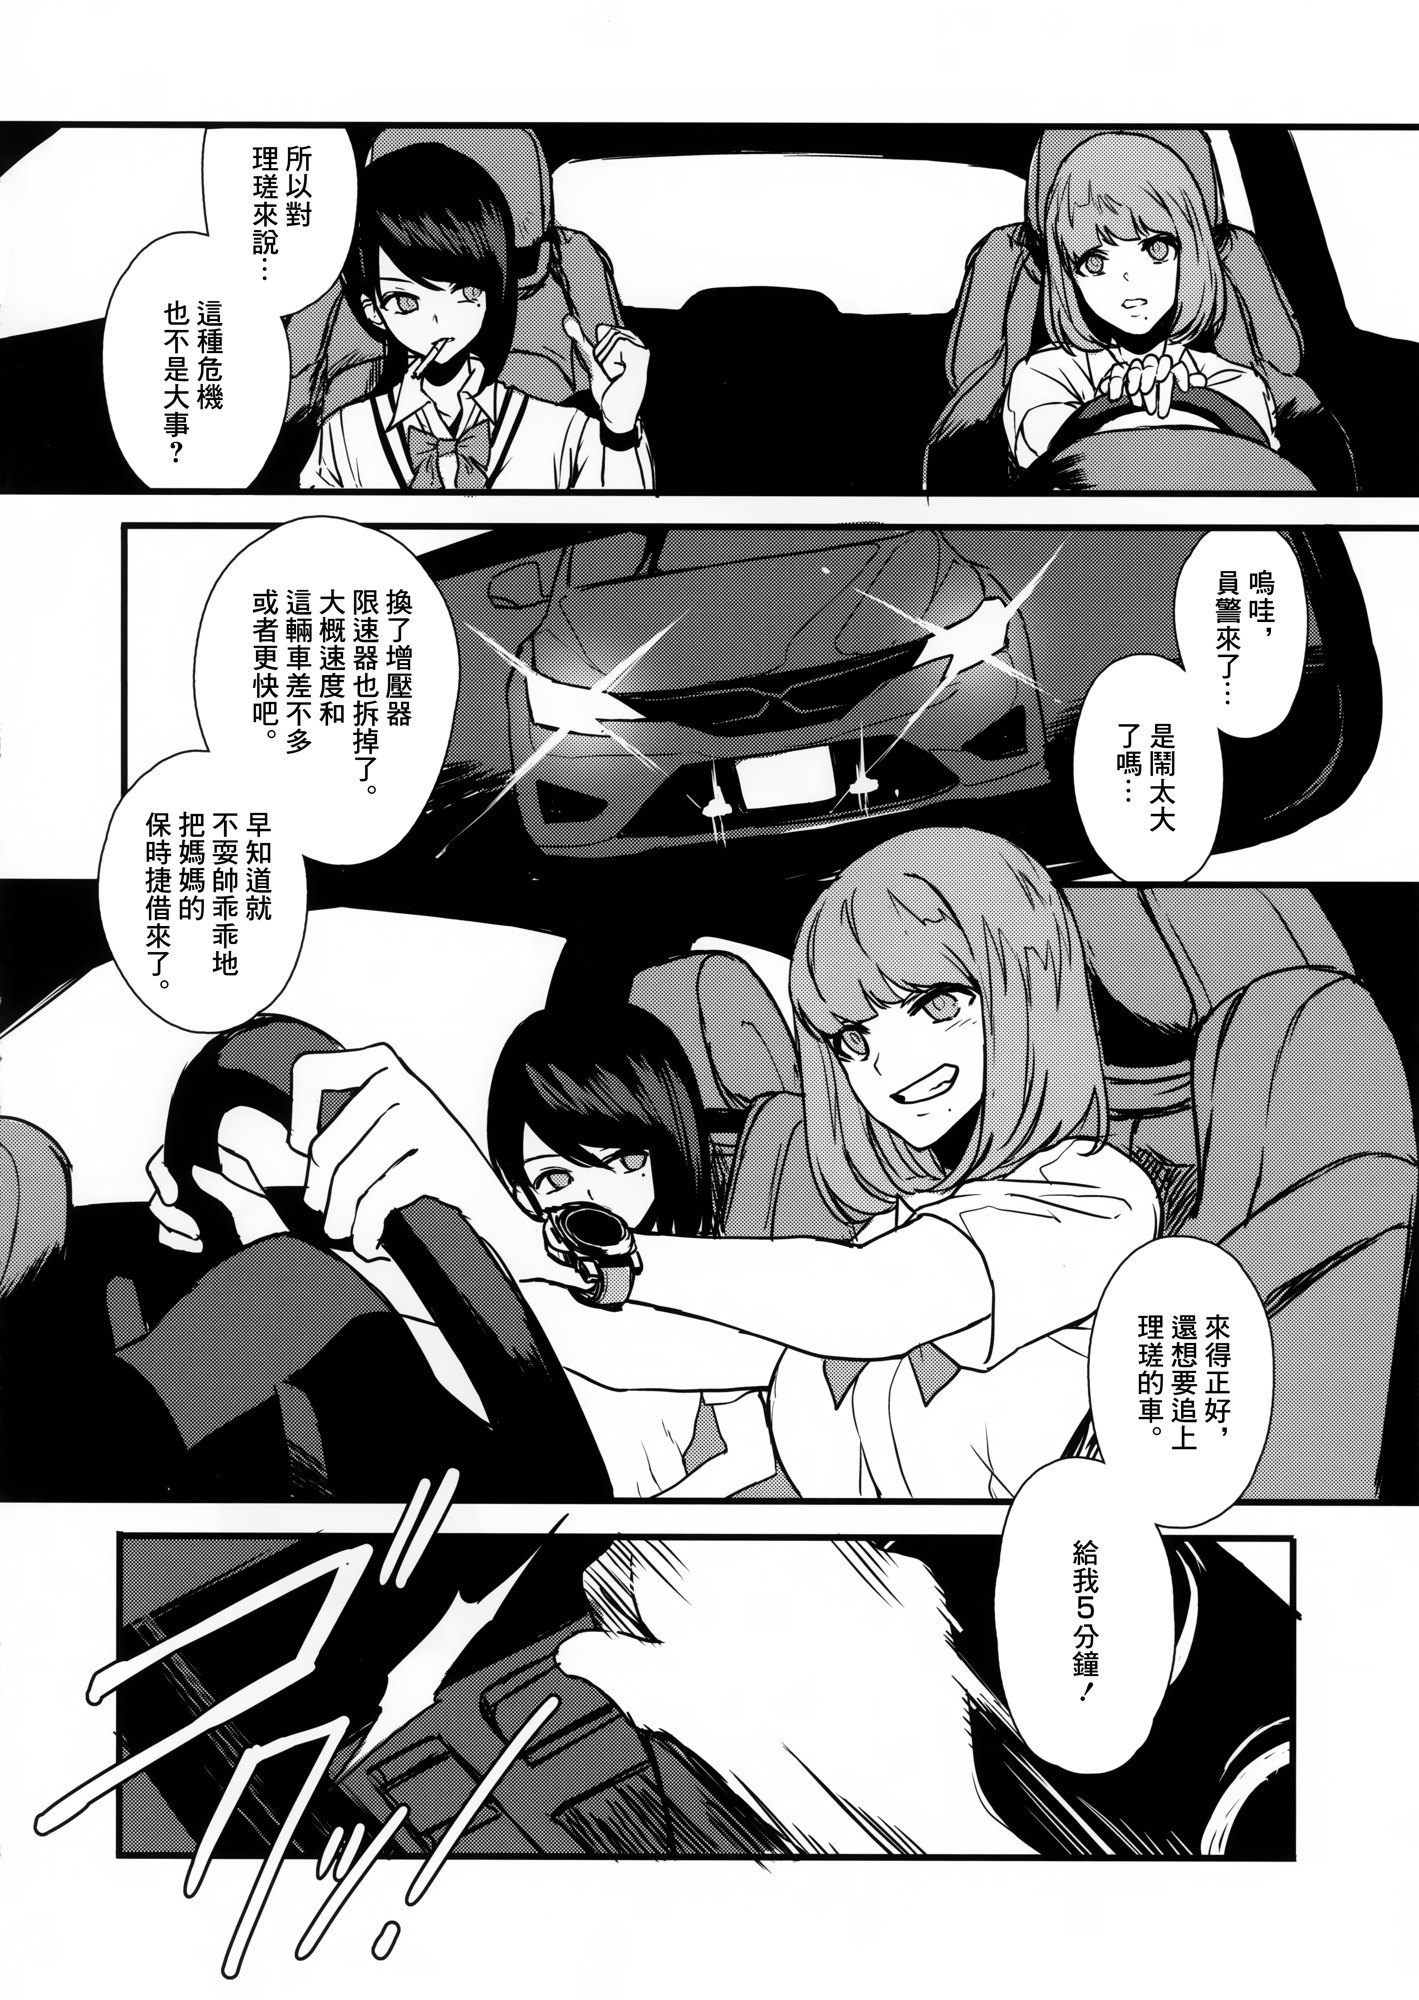 所以對
理瑳來說…
這種危機
也不是大事?
嗚哇,
員警來了…
是鬧太大
了嗎…
換了增壓器
限速器也拆掉了。
大概速度和
這輛車差不多
或者更快吧。
早知道就
不耍帥乖乖地
把媽媽的
保時捷借來了。
來得正好,
還想要追上
理瑳的車。
給我5分鐘!